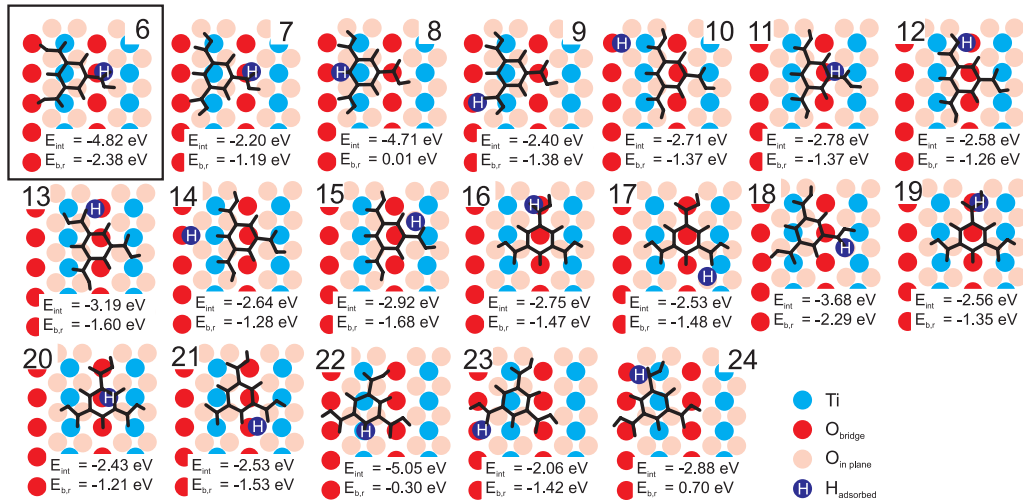 6
H
E_int = -4.82 eV
E_b,r = -2.38 eV
7
H
E_int = -2.20 eV
E_b,r = -1.19 eV
8
H
E_int = -4.71 eV
E_b,r = 0.01 eV
9
H
E_int = -2.40 eV
E_b,r = -1.38 eV
10
H
E_int = -2.71 eV
E_b,r = -1.37 eV
11
H
E_int = -2.78 eV
E_b,r = -1.37 eV
12
H
E_int = -2.58 eV
E_b,r = -1.26 eV
13
H
E_int = -3.19 eV
E_b,r = -1.60 eV
14
H
E_int = -2.64 eV
E_b,r = -1.28 eV
15
H
E_int = -2.92 eV
E_b,r = -1.68 eV
16
H
E_int = -2.75 eV
E_b,r = -1.47 eV
17
H
E_int = -2.53 eV
E_b,r = -1.48 eV
18
H
E_int = -3.68 eV
E_b,r = -2.29 eV
19
H
E_int = -2.56 eV
E_b,r = -1.35 eV
20
H
E_int = -2.43 eV
E_b,r = -1.21 eV
21
H
E_int = -2.53 eV
E_b,r = -1.53 eV
22
H
E_int = -5.05 eV
E_b,r = -0.30 eV
23
H
E_int = -2.06 eV
E_b,r = -1.42 eV
24
H
E_int = -2.88 eV
E_b,r = 0.70 eV
Ti
O_bridge
O_in plane
H H_adsorbed